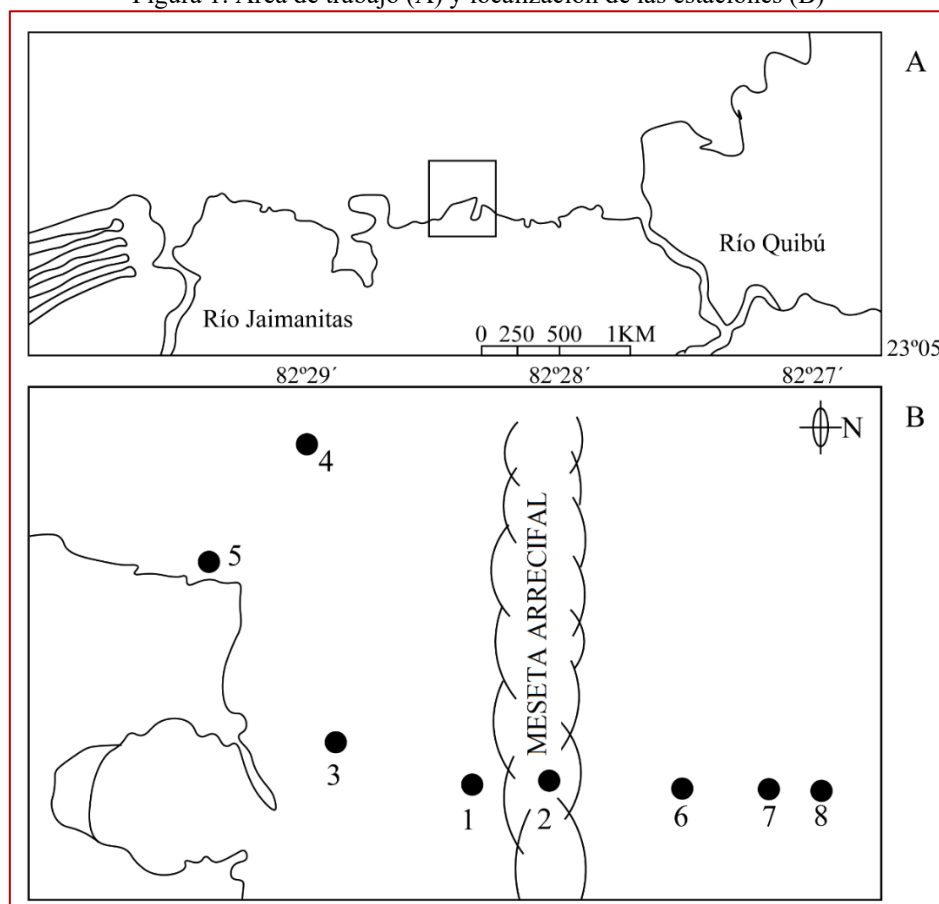 Figura 1. Área de trabajo (A) y localización de las estaciones (B)
A
Río Quibú
Río Jaimanitas
0 250 500 1KM
23º05
82º29´ 82º28´ 82º27´
B
N
4
5
MESETA ARRECIFAL
3
1 2 6 7 8